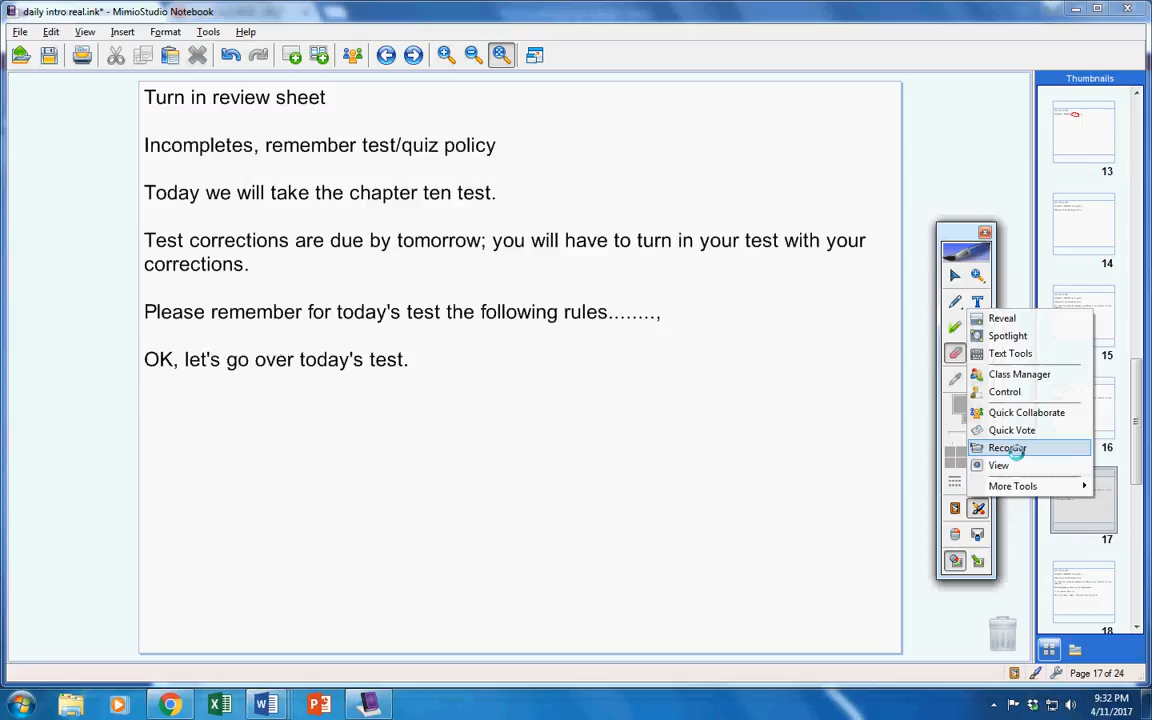 daily intro real.ink* - MimioStudio Notebook
File Edit View Insert Format Tools Help
Turn in review sheet
Incompletes, remember test/quiz policy
Today we will take the chapter ten test.
Test corrections are due by tomorrow; you will have to turn in your test with your
corrections.
Please remember for today's test the following rules........,
OK, let's go over today's test.
T
Reveal
Spotlight
Text Tools
Class Manager
Control
Quick Collaborate
Quick Vote
Recorder
View
More Tools
Thumbnails
13
14
15
16
17
18
Page 17 of 24
9:32 PM
4/11/2017